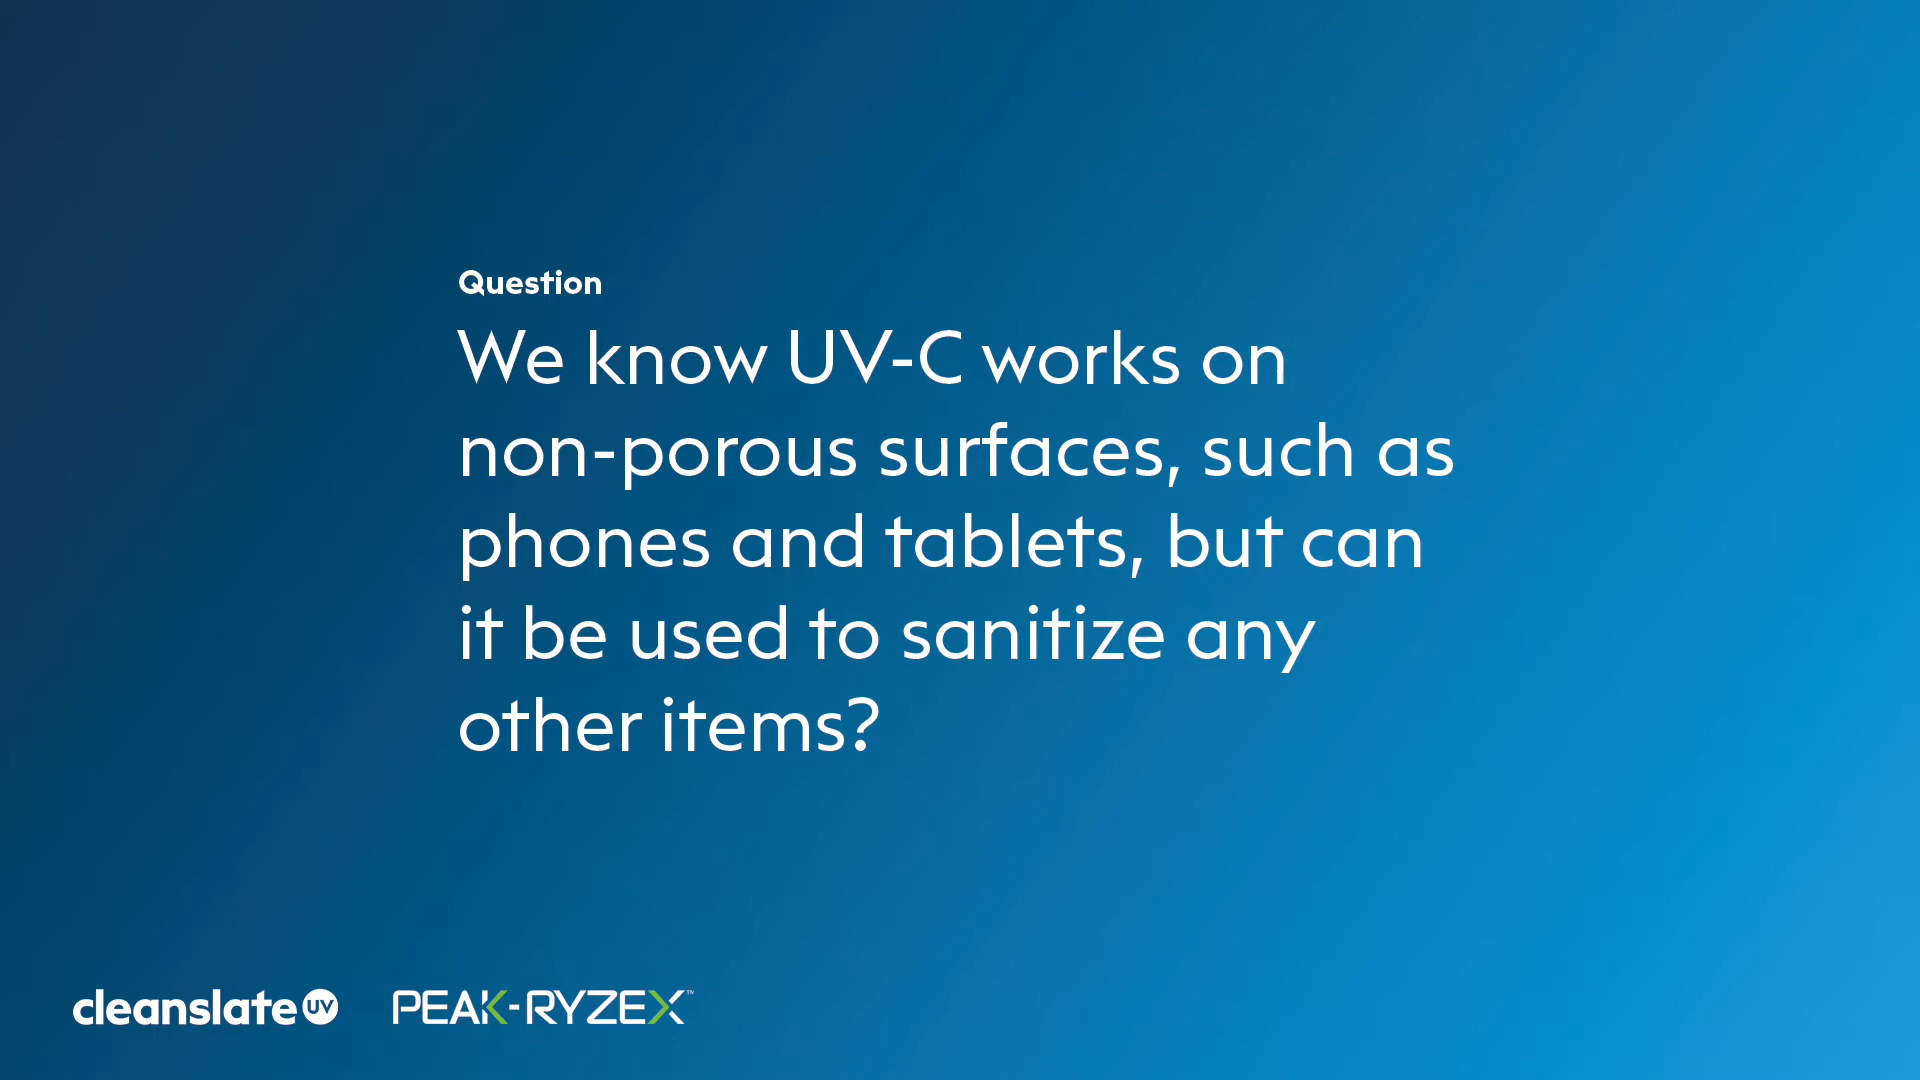 Question
We know UV-C works on
non-porous surfaces, such as
phones and tablets, but can
it be used to sanitize any
other items?
cleanslate UV PEAK-RYZEX™